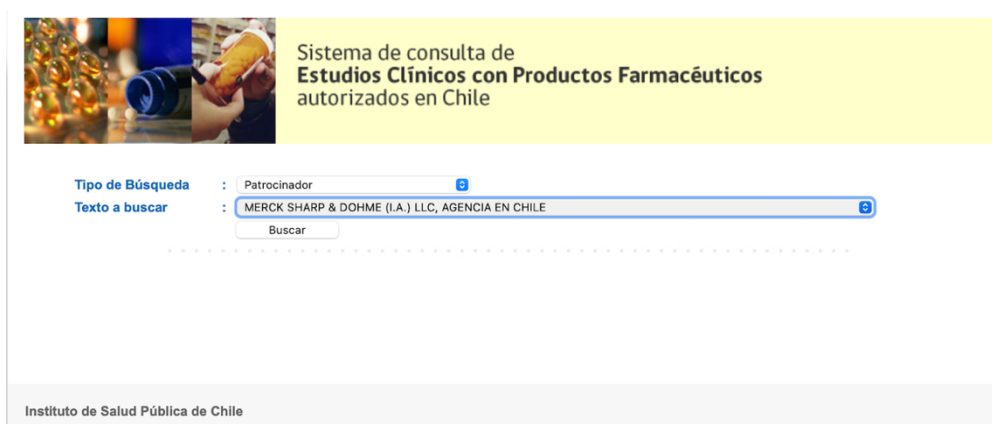 Sistema de consulta de
Estudios Clínicos con Productos Farmacéuticos
autorizados en Chile
Tipo de Búsqueda : Patrocinador
Texto a buscar : MERCK SHARP & DOHME (I.A.) LLC, AGENCIA EN CHILE
Buscar
Instituto de Salud Pública de Chile